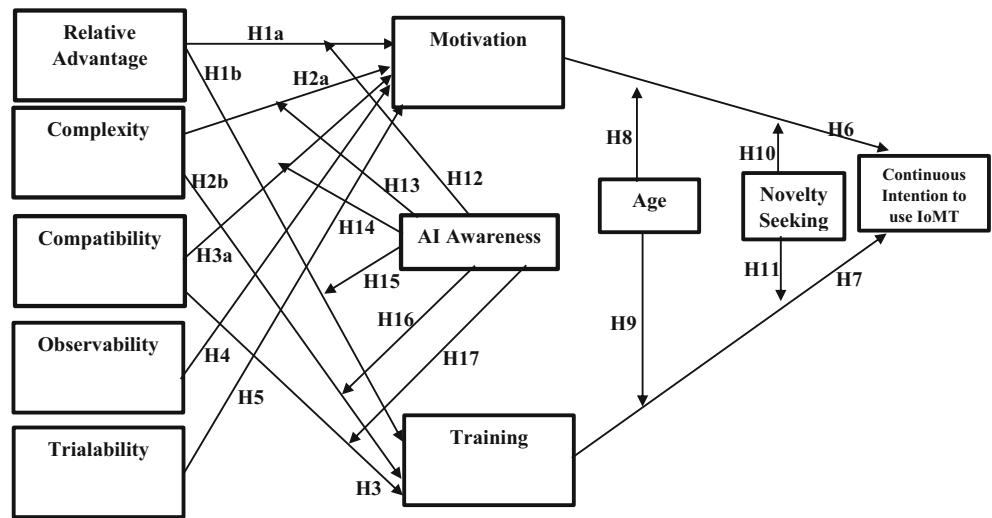 Relative
Advantage
Complexity
Compatibility
Observability
Trialability
H1a
H1b
H2a
H2b
H3a
H4
H5
H3
Motivation
AI Awareness
Training
H12
H13
H14
H15
H16
H17
H8
Age
H9
H10
Novelty
Seeking
H11
H6
H7
Continuous
Intention to
use IoMT